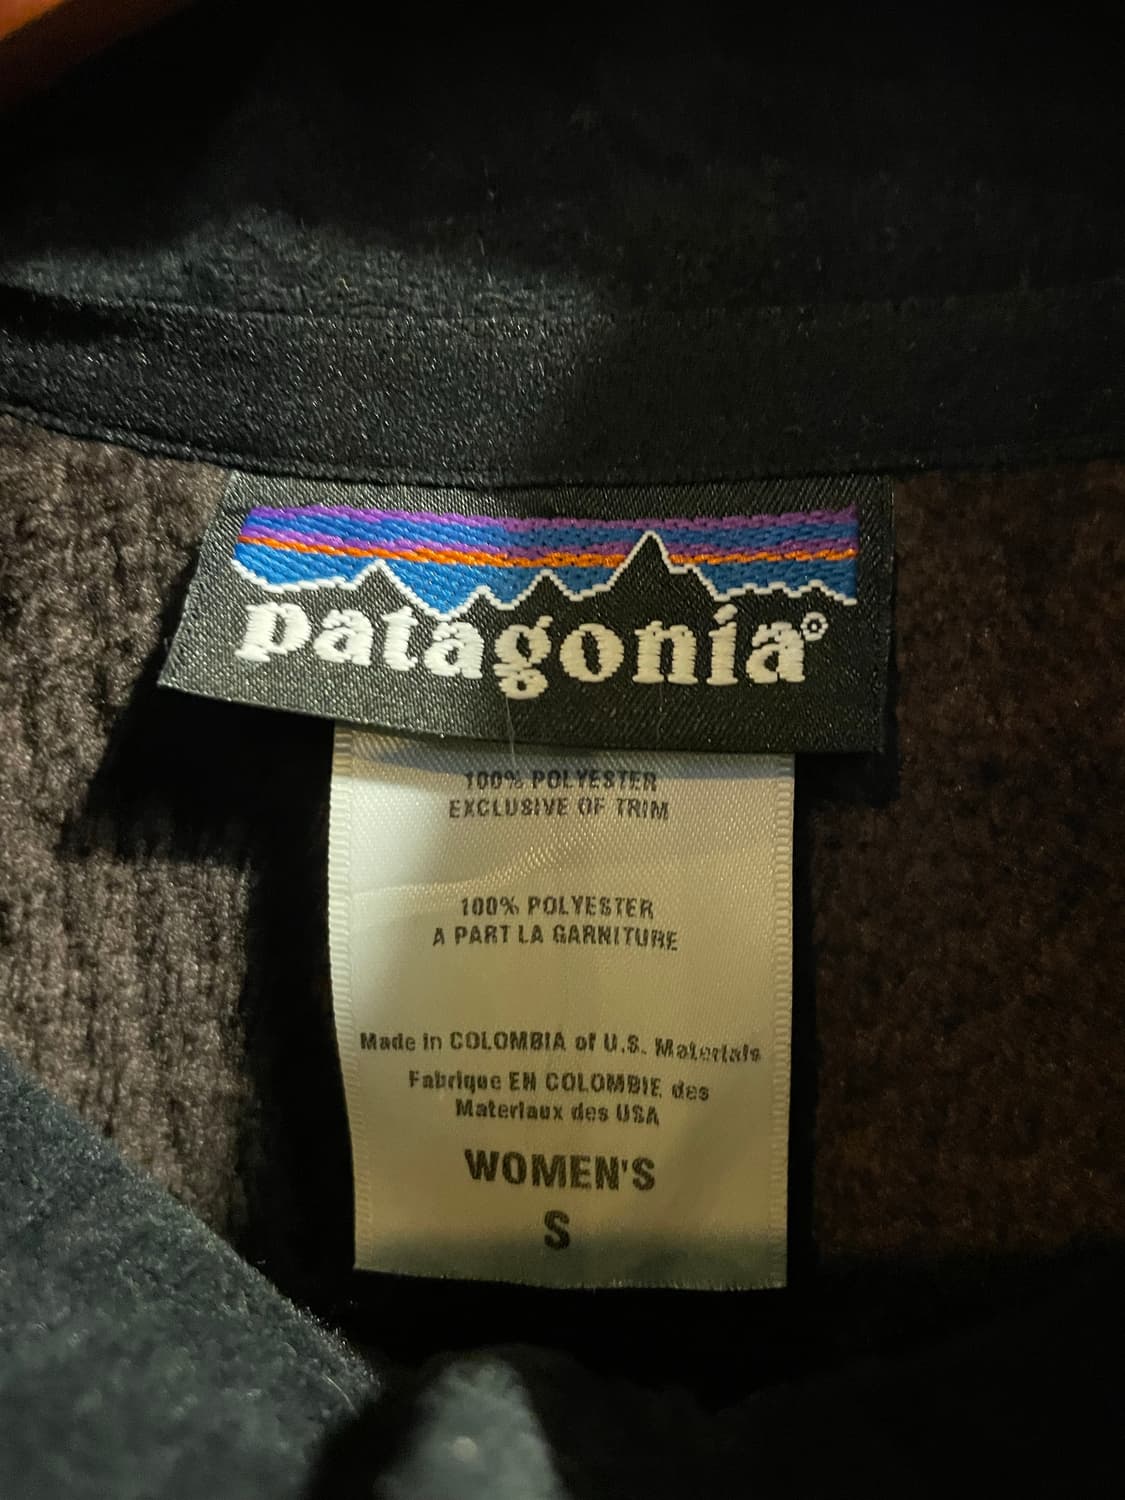 patagonia®
100% POLYESTER
EXCLUSIVE OF TRIM
100% POLYESTER
A PART LA GARNITURE
Made in COLOMBIA of U.S. Materials
Fabrique EN COLOMBIE des
Materiaux des USA
WOMEN'S
S